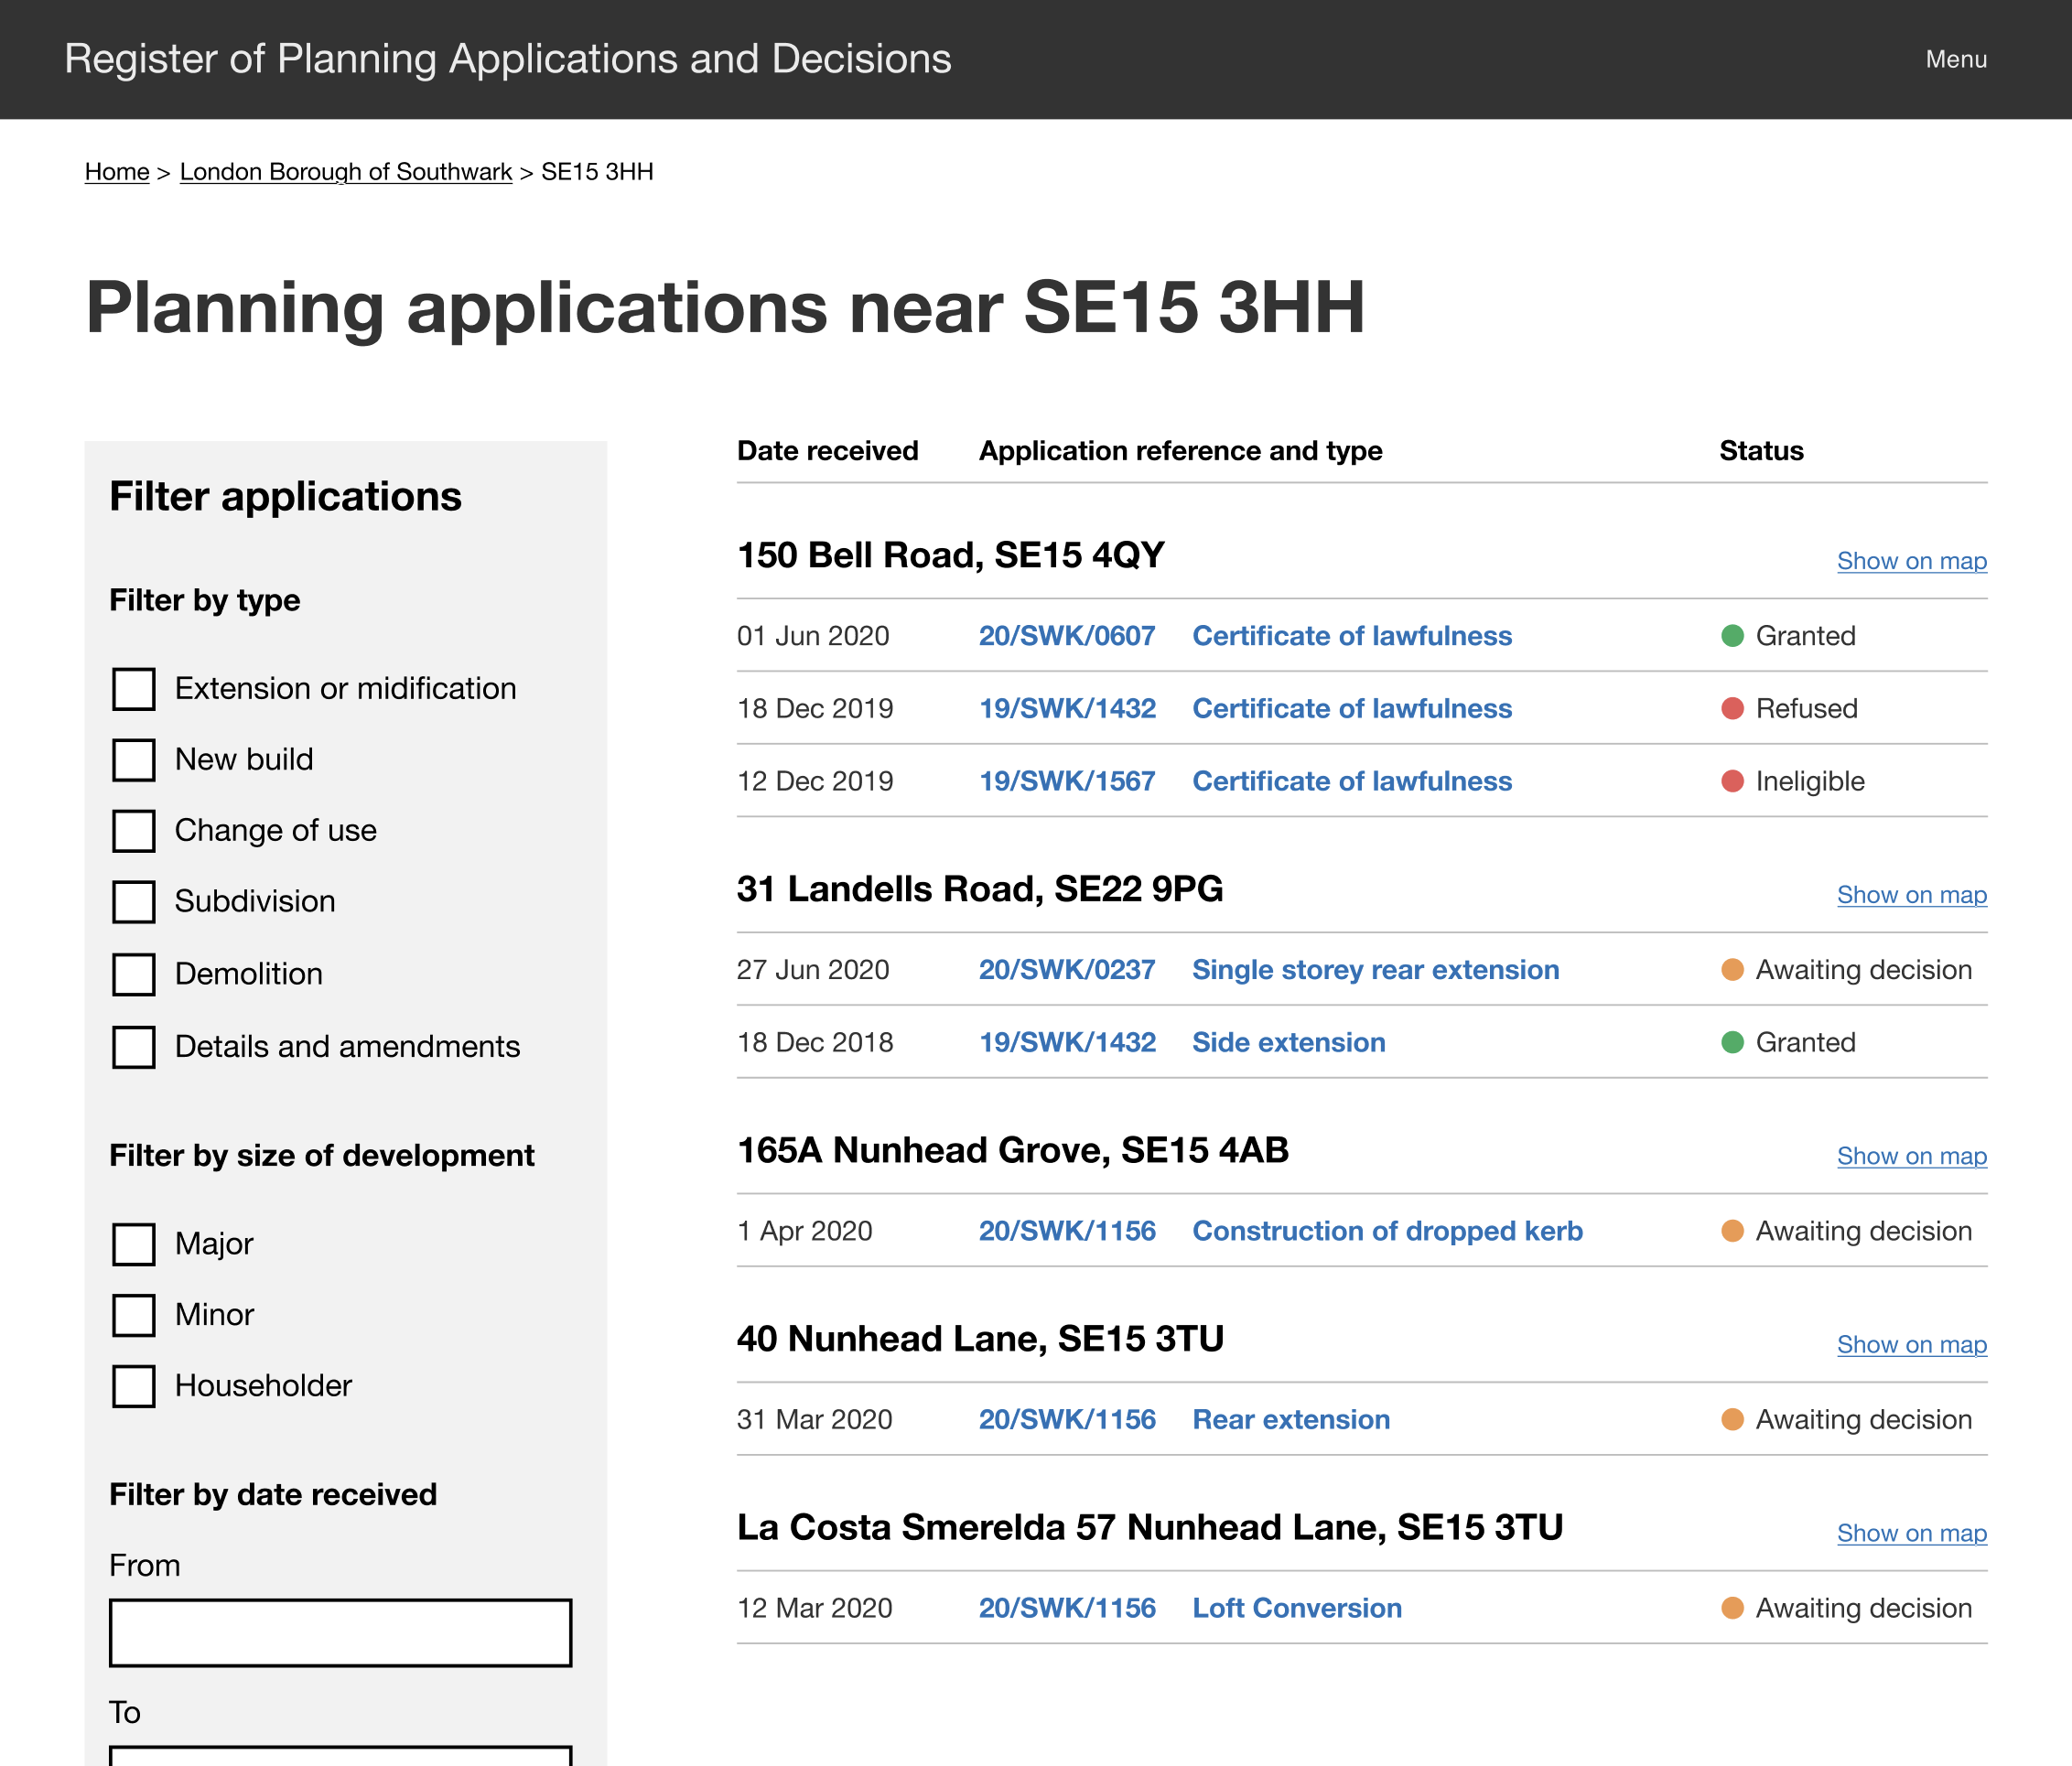 Register of Planning Applications and Decisions Menu
Home > London Borough of Southwark > SE15 3HH
Planning applications near SE15 3HH
Filter applications
Filter by type
Extension or midification
New build
Change of use
Subdivision
Demolition
Details and amendments
Filter by size of development
Major
Minor
Householder
Filter by date received
From
To
Date received Application reference and type Status
150 Bell Road, SE15 4QY Show on map
01 Jun 2020 20/SWK/0607 Certificate of lawfulness Granted
18 Dec 2019 19/SWK/1432 Certificate of lawfulness Refused
12 Dec 2019 19/SWK/1567 Certificate of lawfulness Ineligible
31 Landells Road, SE22 9PG Show on map
27 Jun 2020 20/SWK/0237 Single storey rear extension Awaiting decision
18 Dec 2018 19/SWK/1432 Side extension Granted
165A Nunhead Grove, SE15 4AB Show on map
1 Apr 2020 20/SWK/1156 Construction of dropped kerb Awaiting decision
40 Nunhead Lane, SE15 3TU Show on map
31 Mar 2020 20/SWK/1156 Rear extension Awaiting decision
La Costa Smerelda 57 Nunhead Lane, SE15 3TU Show on map
12 Mar 2020 20/SWK/1156 Loft Conversion Awaiting decision